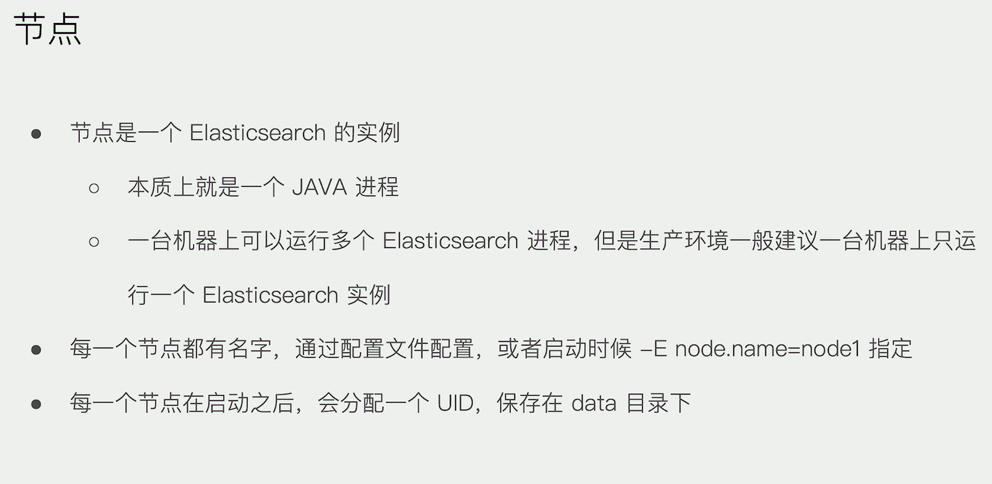 节点
● 节点是一个 Elasticsearch 的实例
○ 本质上就是一个 JAVA 进程
○ 一台机器上可以运行多个 Elasticsearch 进程，但是生产环境一般建议一台机器上只运
行一个 Elasticsearch 实例
● 每一个节点都有名字，通过配置文件配置，或者启动时候 –E node.name=node1 指定
● 每一个节点在启动之后，会分配一个 UID，保存在 data 目录下